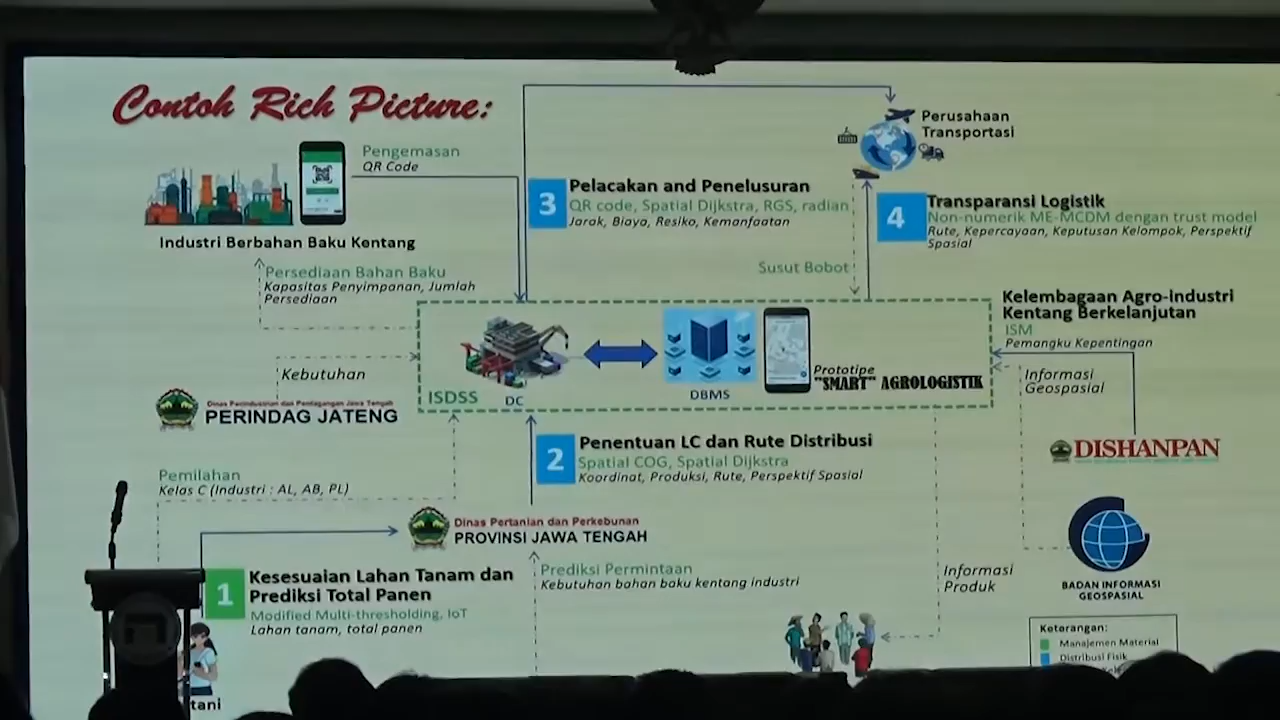 Contoh Rich Picture:
Perusahaan
Transportasi
Pengemasan
QR Code
3
Pelacakan and Penelusuran
QR code, Spatial Dijkstra, RGS, radian
Jarak, Biaya, Resiko, Kemanfaatan
4
Transparansi Logistik
Non-numerik ME-MCDM dengan trust model
Rute, Kepercayaan, Keputusan Kelompok, Perspektif
Spasial
Industri Berbahan Baku Kentang
Persediaan Bahan Baku
Kapasitas Penyimpanan, Jumlah
Persediaan
Susut Bobot
Kelembagaan Agro-industri
Kentang Berkelanjutan
ISM
Pemangku Kepentingan
Kebutuhan
ISDSS
DC
DBMS
Prototipe
"SMART" AGROLOGISTIK
Informasi
Geospasial
Dinas Perindustrian dan Perdagangan Jawa Tengah
PERINDAG JATENG
2
Penentuan LC dan Rute Distribusi
Spatial COG, Spatial Dijkstra
Koordinat, Produksi, Rute, Perspektif Spasial
DISHANPAN
Pemilahan
Kelas C (Industri : AL, AB, PL)
Dinas Pertanian dan Perkebunan
PROVINSI JAWA TENGAH
1
Kesesuaian Lahan Tanam dan
Prediksi Total Panen
Modified Multi-thresholding, IoT
Lahan tanam, total panen
Prediksi Permintaan
Kebutuhan bahan baku kentang industri
Informasi
Produk
BADAN INFORMASI
GEOSPASIAL
Keterangan:
Manajemen Material
Distribusi Fisik
tani